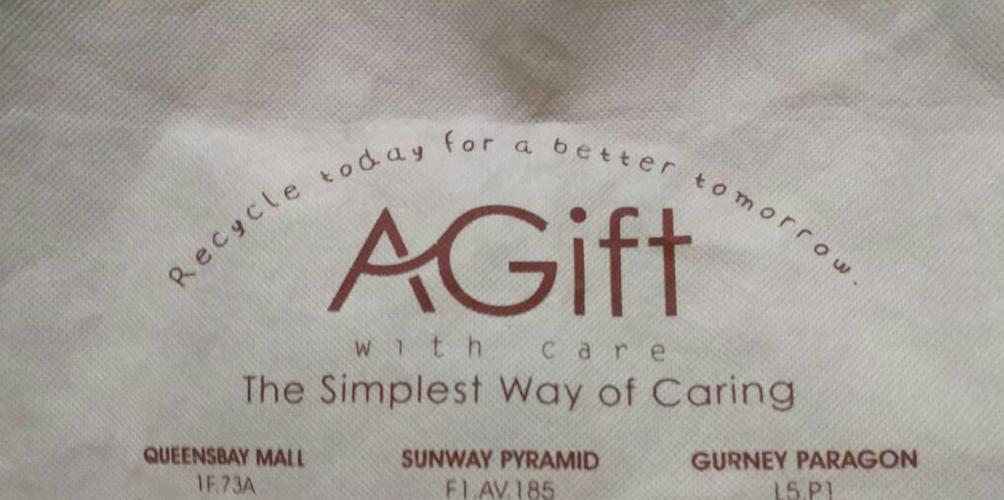 Recycle today for a better tomorrow.
AGift
with care
The Simplest Way of Caring
QUEENSBAY MALL SUNWAY PYRAMID GURNEY PARAGON
1F.73A F1.AV.185 L5.P1